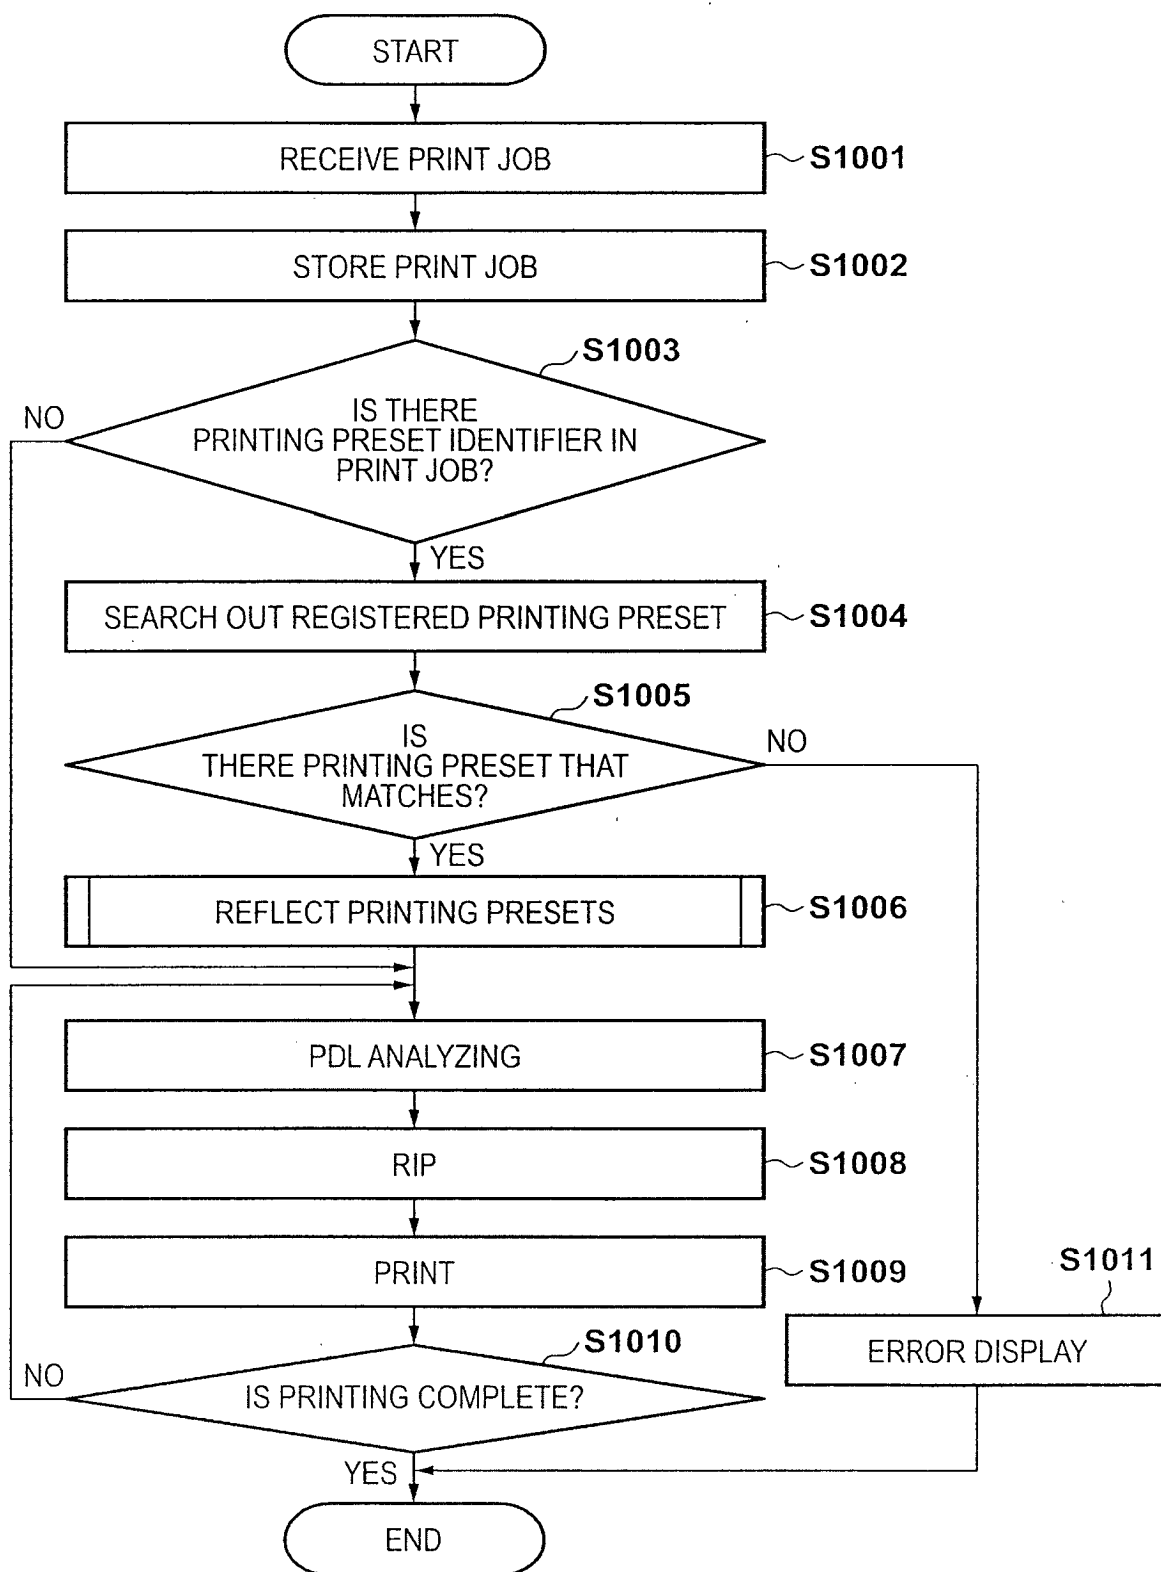 START
RECEIVE PRINT JOB
S1001
STORE PRINT JOB
S1002
S1003
NO
IS THERE
PRINTING PRESET IDENTIFIER IN
PRINT JOB?
YES
SEARCH OUT REGISTERED PRINTING PRESET
S1004
S1005
IS
THERE PRINTING PRESET THAT
MATCHES?
NO
YES
REFLECT PRINTING PRESETS
S1006
PDL ANALYZING
S1007
RIP
S1008
PRINT
S1009
S1011
ERROR DISPLAY
S1010
NO
IS PRINTING COMPLETE?
YES
END